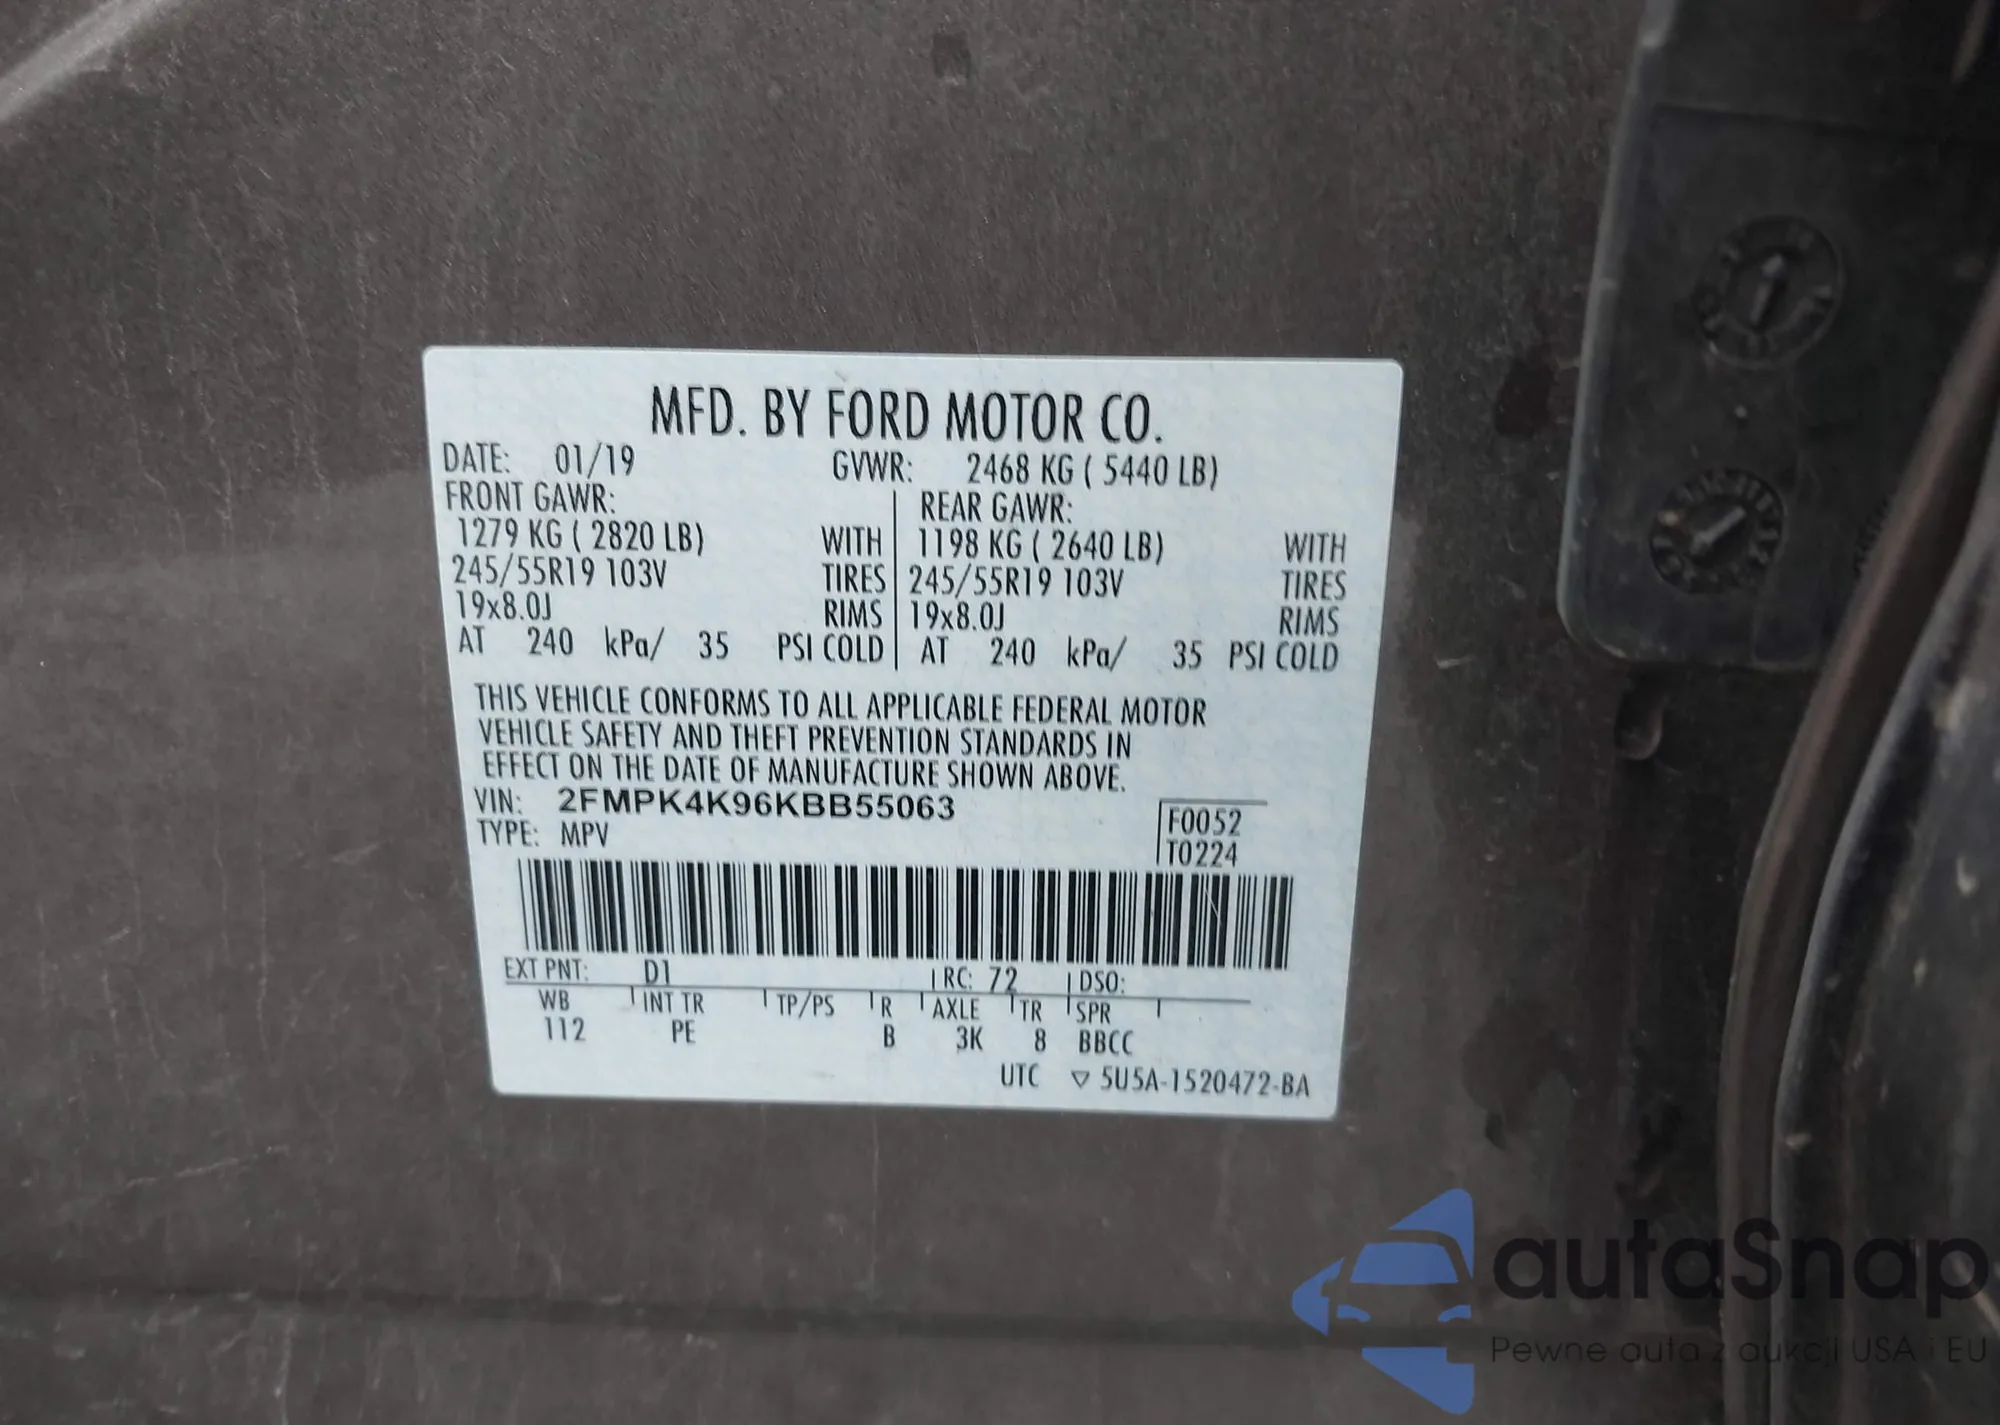 MFD. BY FORD MOTOR CO.
DATE: 01/19 GVWR: 2468 KG ( 5440 LB)
FRONT GAWR: REAR GAWR:
1279 KG ( 2820 LB) WITH 1198 KG ( 2640 LB) WITH
245/55R19 103V TIRES 245/55R19 103V TIRES
19x8.0J RIMS 19x8.0J RIMS
AT 240 kPa/ 35 PSI COLD AT 240 kPa/ 35 PSI COLD
THIS VEHICLE CONFORMS TO ALL APPLICABLE FEDERAL MOTOR
VEHICLE SAFETY AND THEFT PREVENTION STANDARDS IN
EFFECT ON THE DATE OF MANUFACTURE SHOWN ABOVE.
VIN: 2FMPK4K96KBB55063
TYPE: MPV
F0052
T0224
EXT PNT: D1 RC: 72 DSO:
WB INT TR TP/PS R AXLE TR SPR
112 PE B 3K 8 BBCC
UTC ▽ 5U5A-1520472-BA
autaSnap
Pewne auta z aukcji USA i EU